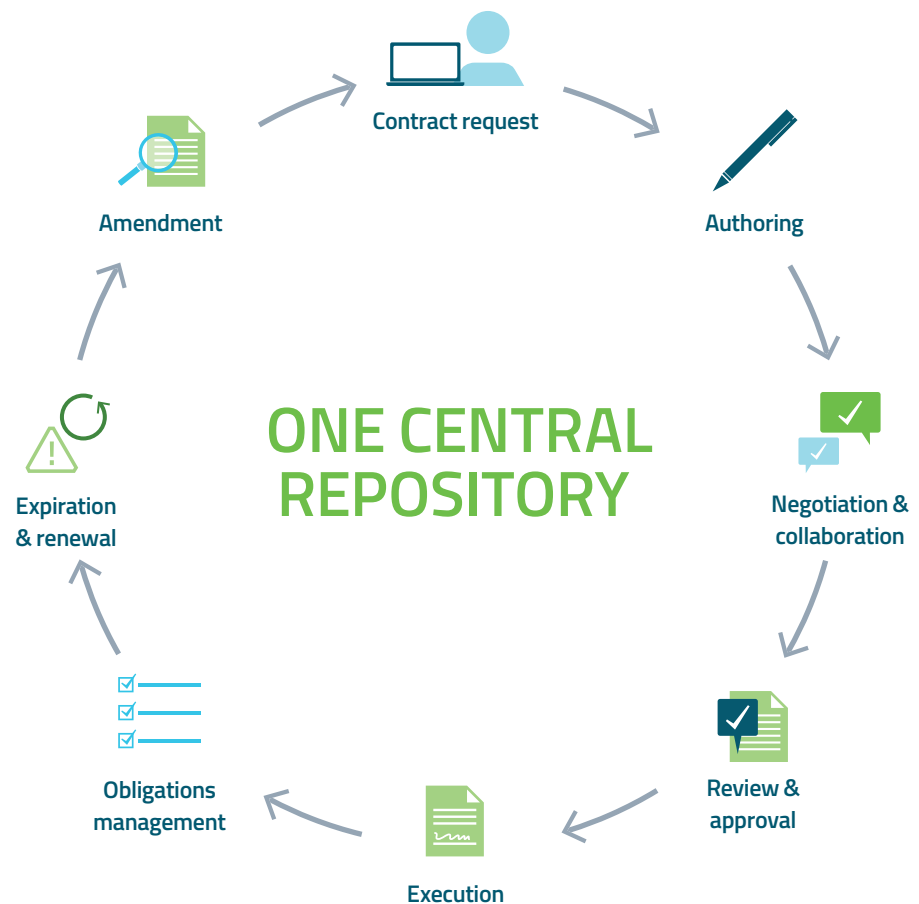 Contract request
Authoring
Negotiation &
collaboration
Review &
approval
Execution
Obligations
management
Expiration
& renewal
Amendment
ONE CENTRAL
REPOSITORY